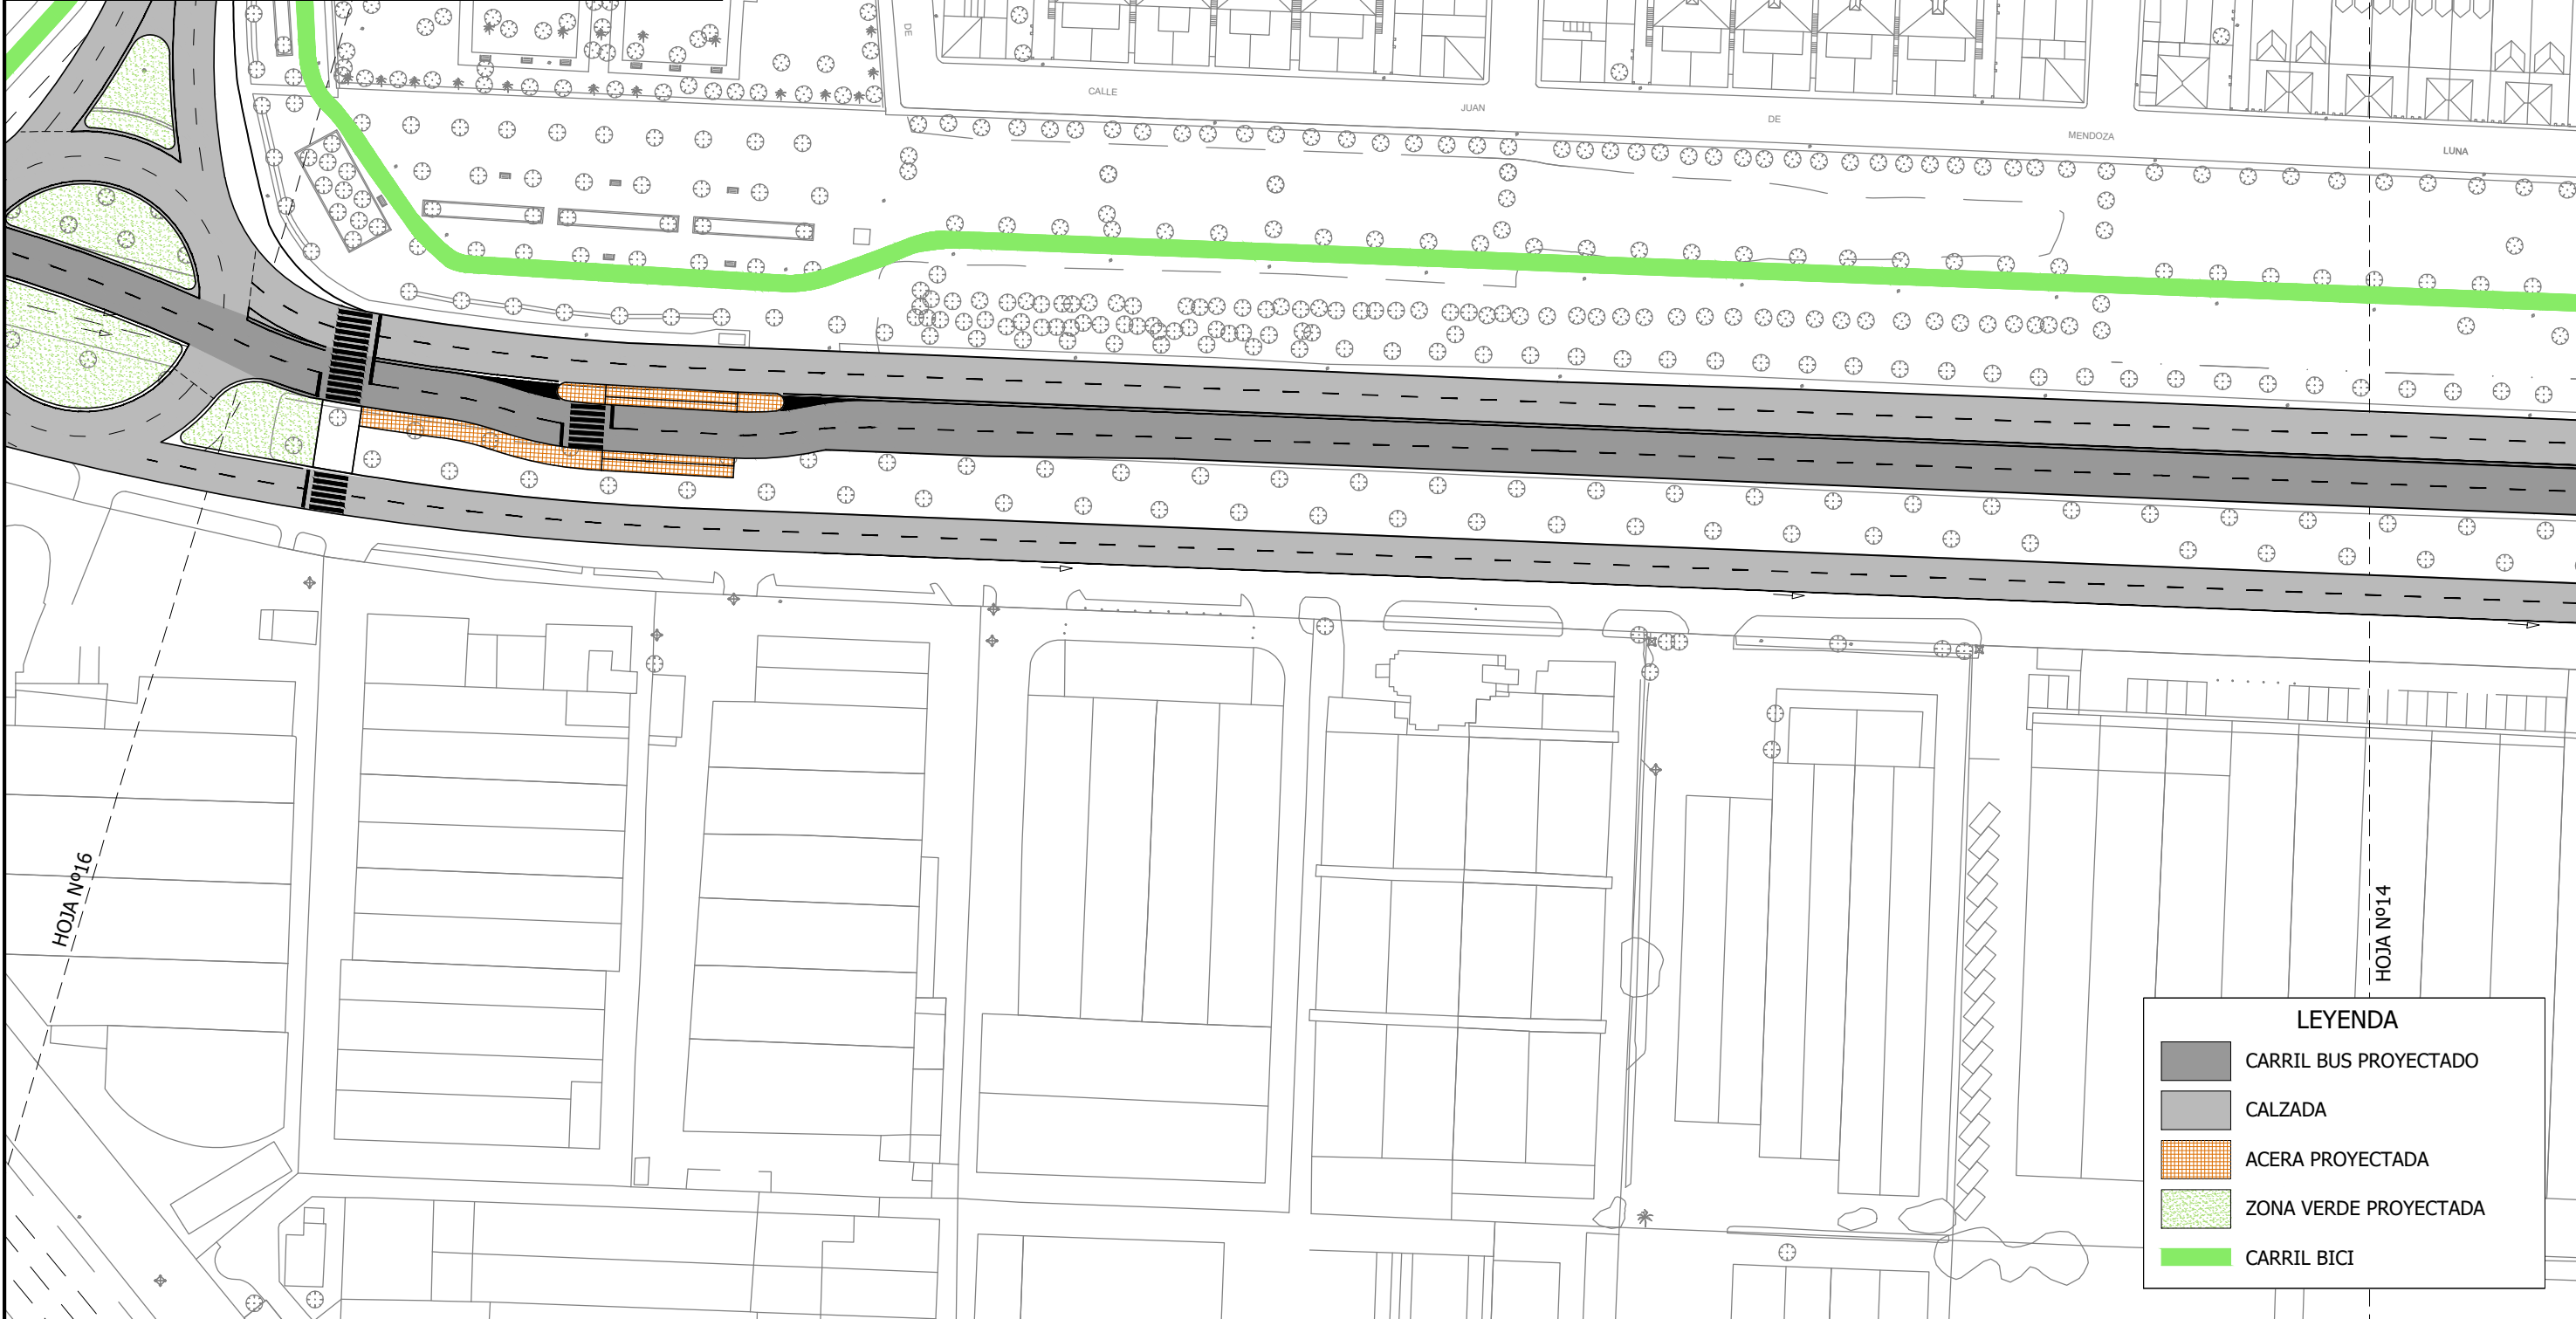 DE
CALLE
JUAN
DE
MENDOZA
LUNA
HOJA Nº16
HOJA Nº14
LEYENDA
CARRIL BUS PROYECTADO
CALZADA
ACERA PROYECTADA
ZONA VERDE PROYECTADA
CARRIL BICI